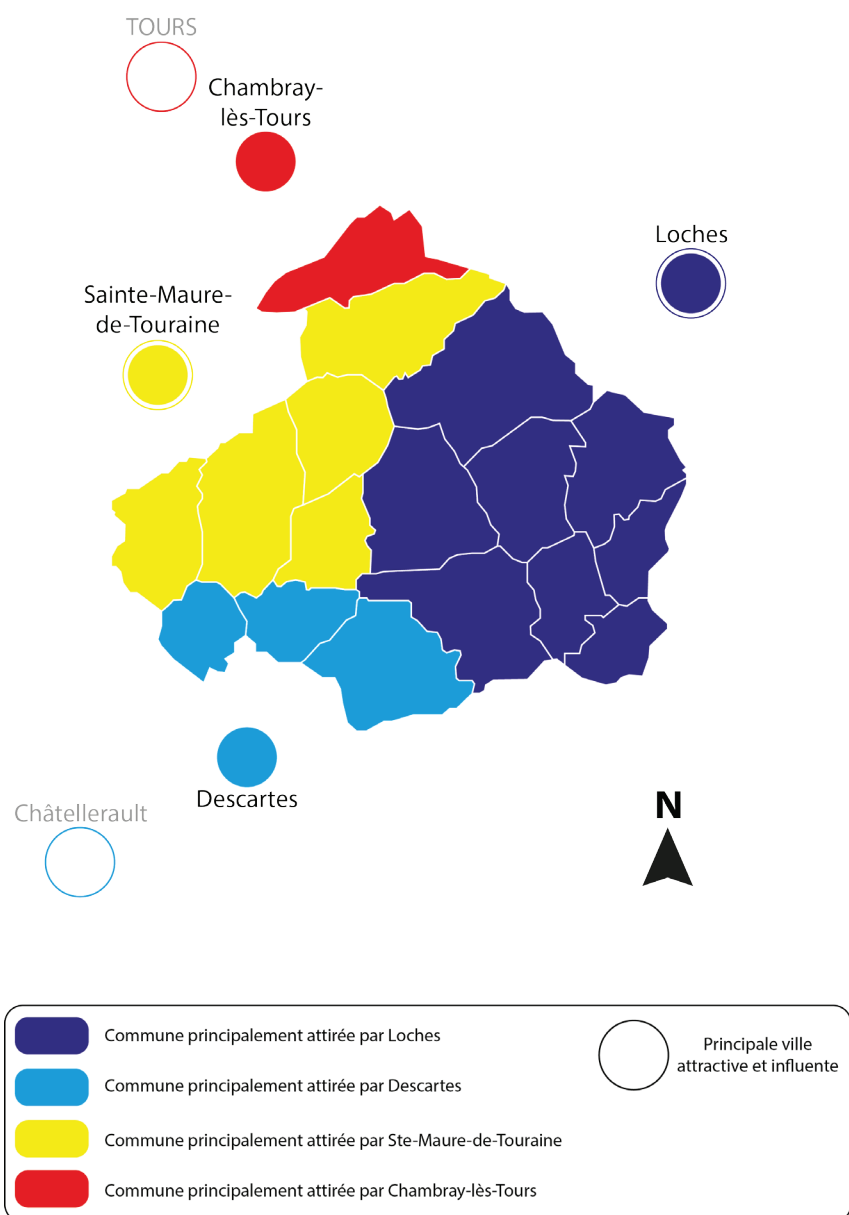 TOURS
Chambray-
lès-Tours
Loches
Sainte-Maure-
de-Touraine
Descartes
Châtellerault
N
Commune principalement attirée par Loches
Commune principalement attirée par Descartes
Commune principalement attirée par Ste-Maure-de-Touraine
Commune principalement attirée par Chambray-lès-Tours
Principale ville
attractive et influente